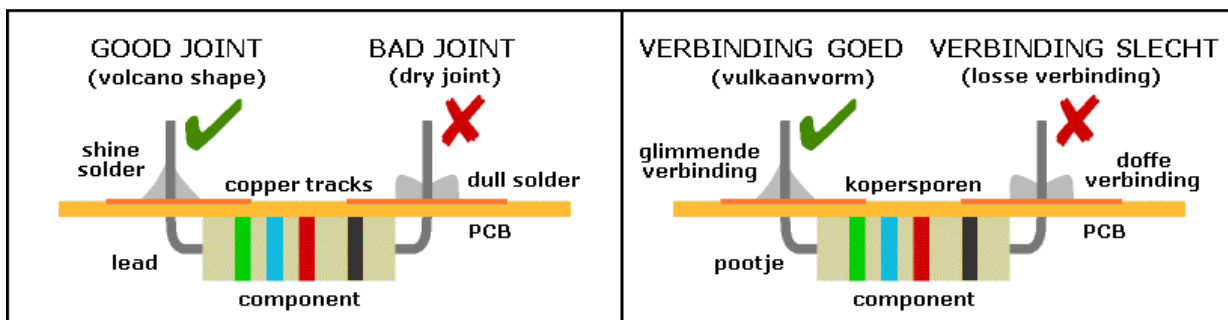 GOOD JOINT
(volcano shape)
BAD JOINT
(dry joint)
shine
solder
copper tracks
dull solder
PCB
lead
component
VERBINDING GOED
(vulkaanvorm)
VERBINDING SLECHT
(losse verbinding)
glimmende
verbinding
kopersporen
doffe
verbinding
PCB
pootje
component